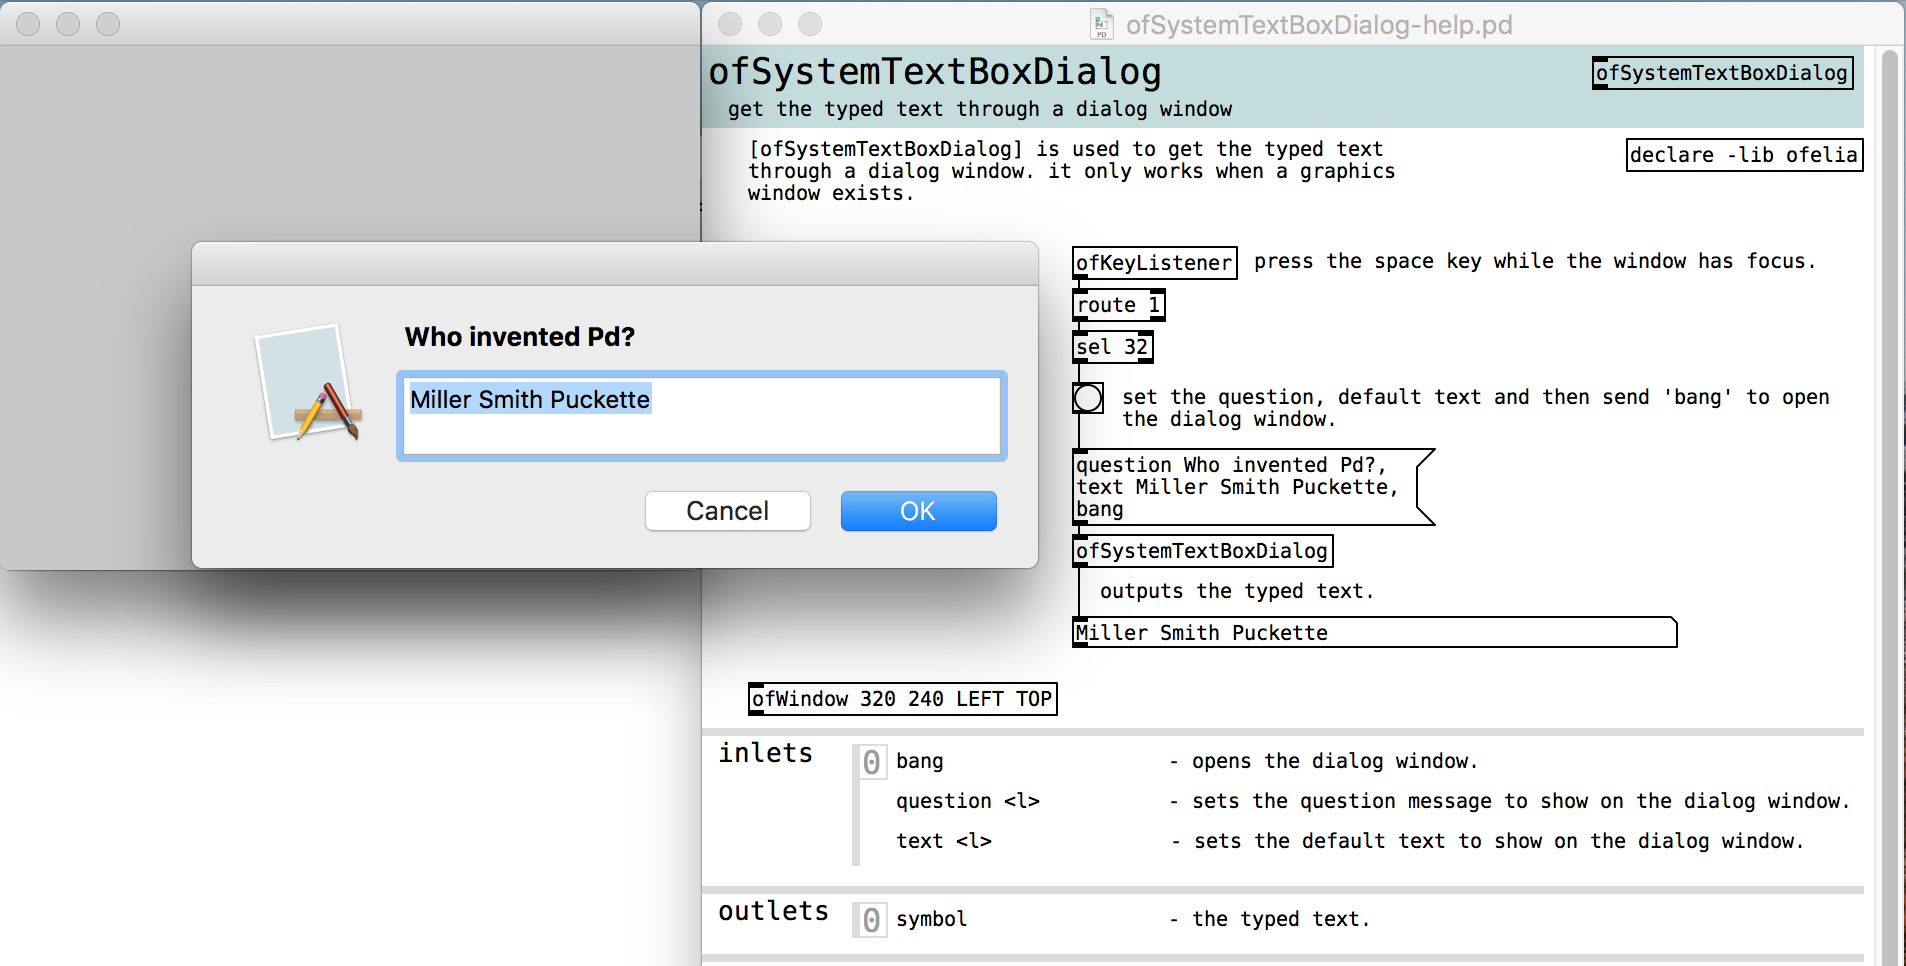 ofSystemTextBoxDialog-help.pd
PD
ofSystemTextBoxDialog
ofSystemTextBoxDialog
get the typed text through a dialog window
[ofSystemTextBoxDialog] is used to get the typed text
through a dialog window. it only works when a graphics
window exists.
declare -lib ofelia
Who invented Pd?
Miller Smith Puckette
Cancel
OK
ofKeyListener
press the space key while the window has focus.
route 1
sel 32
set the question, default text and then send 'bang' to open
the dialog window.
question Who invented Pd?,
text Miller Smith Puckette,
bang
ofSystemTextBoxDialog
outputs the typed text.
Miller Smith Puckette
ofWindow 320 240 LEFT TOP
inlets
0 bang - opens the dialog window.
question <l> - sets the question message to show on the dialog window.
text <l> - sets the default text to show on the dialog window.
outlets
0 symbol - the typed text.